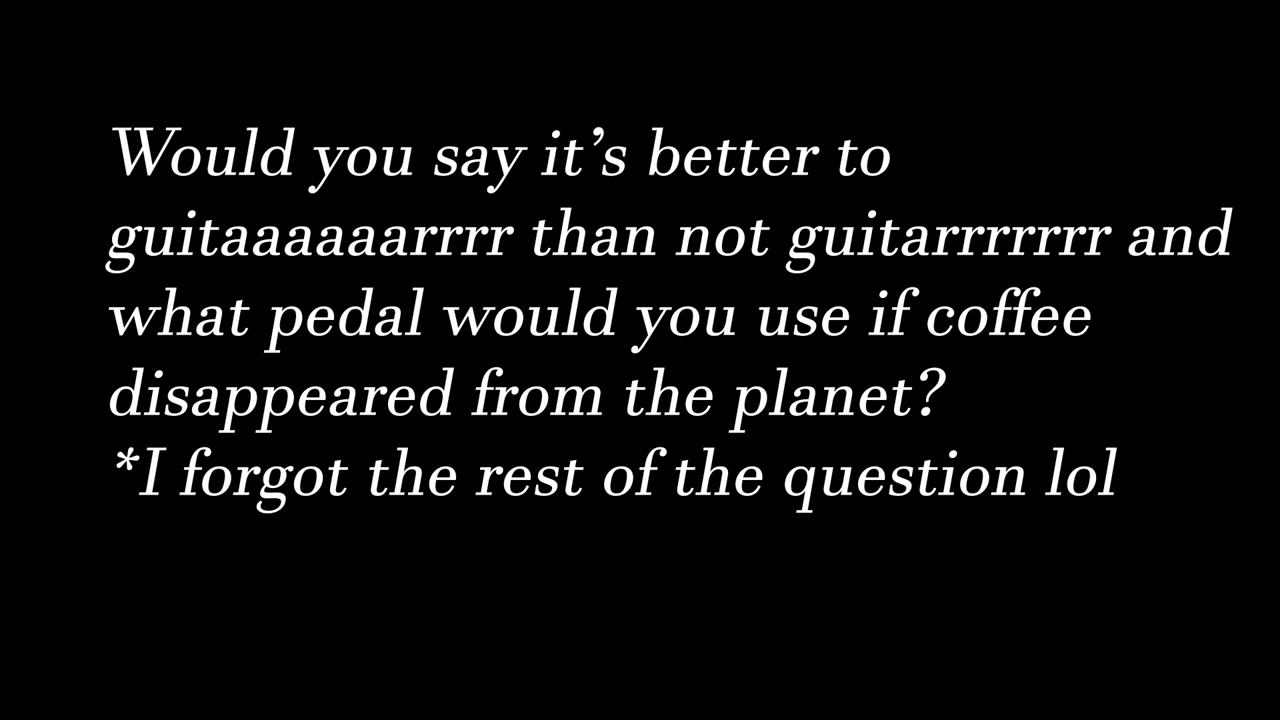 Would you say it’s better to
guitaaaaaaarrrr than not guitarrrrrrr and
what pedal would you use if coffee
disappeared from the planet?
*I forgot the rest of the question lol